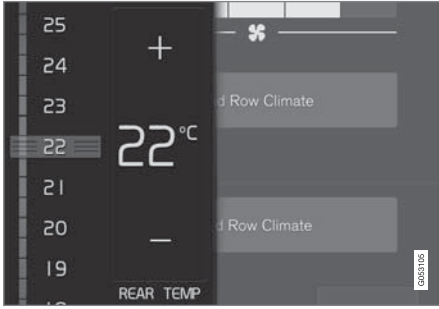 25
24
23
22
21
20
19
+
22°C
–
REAR TEMP
Row Climate
Row Climate
G053105